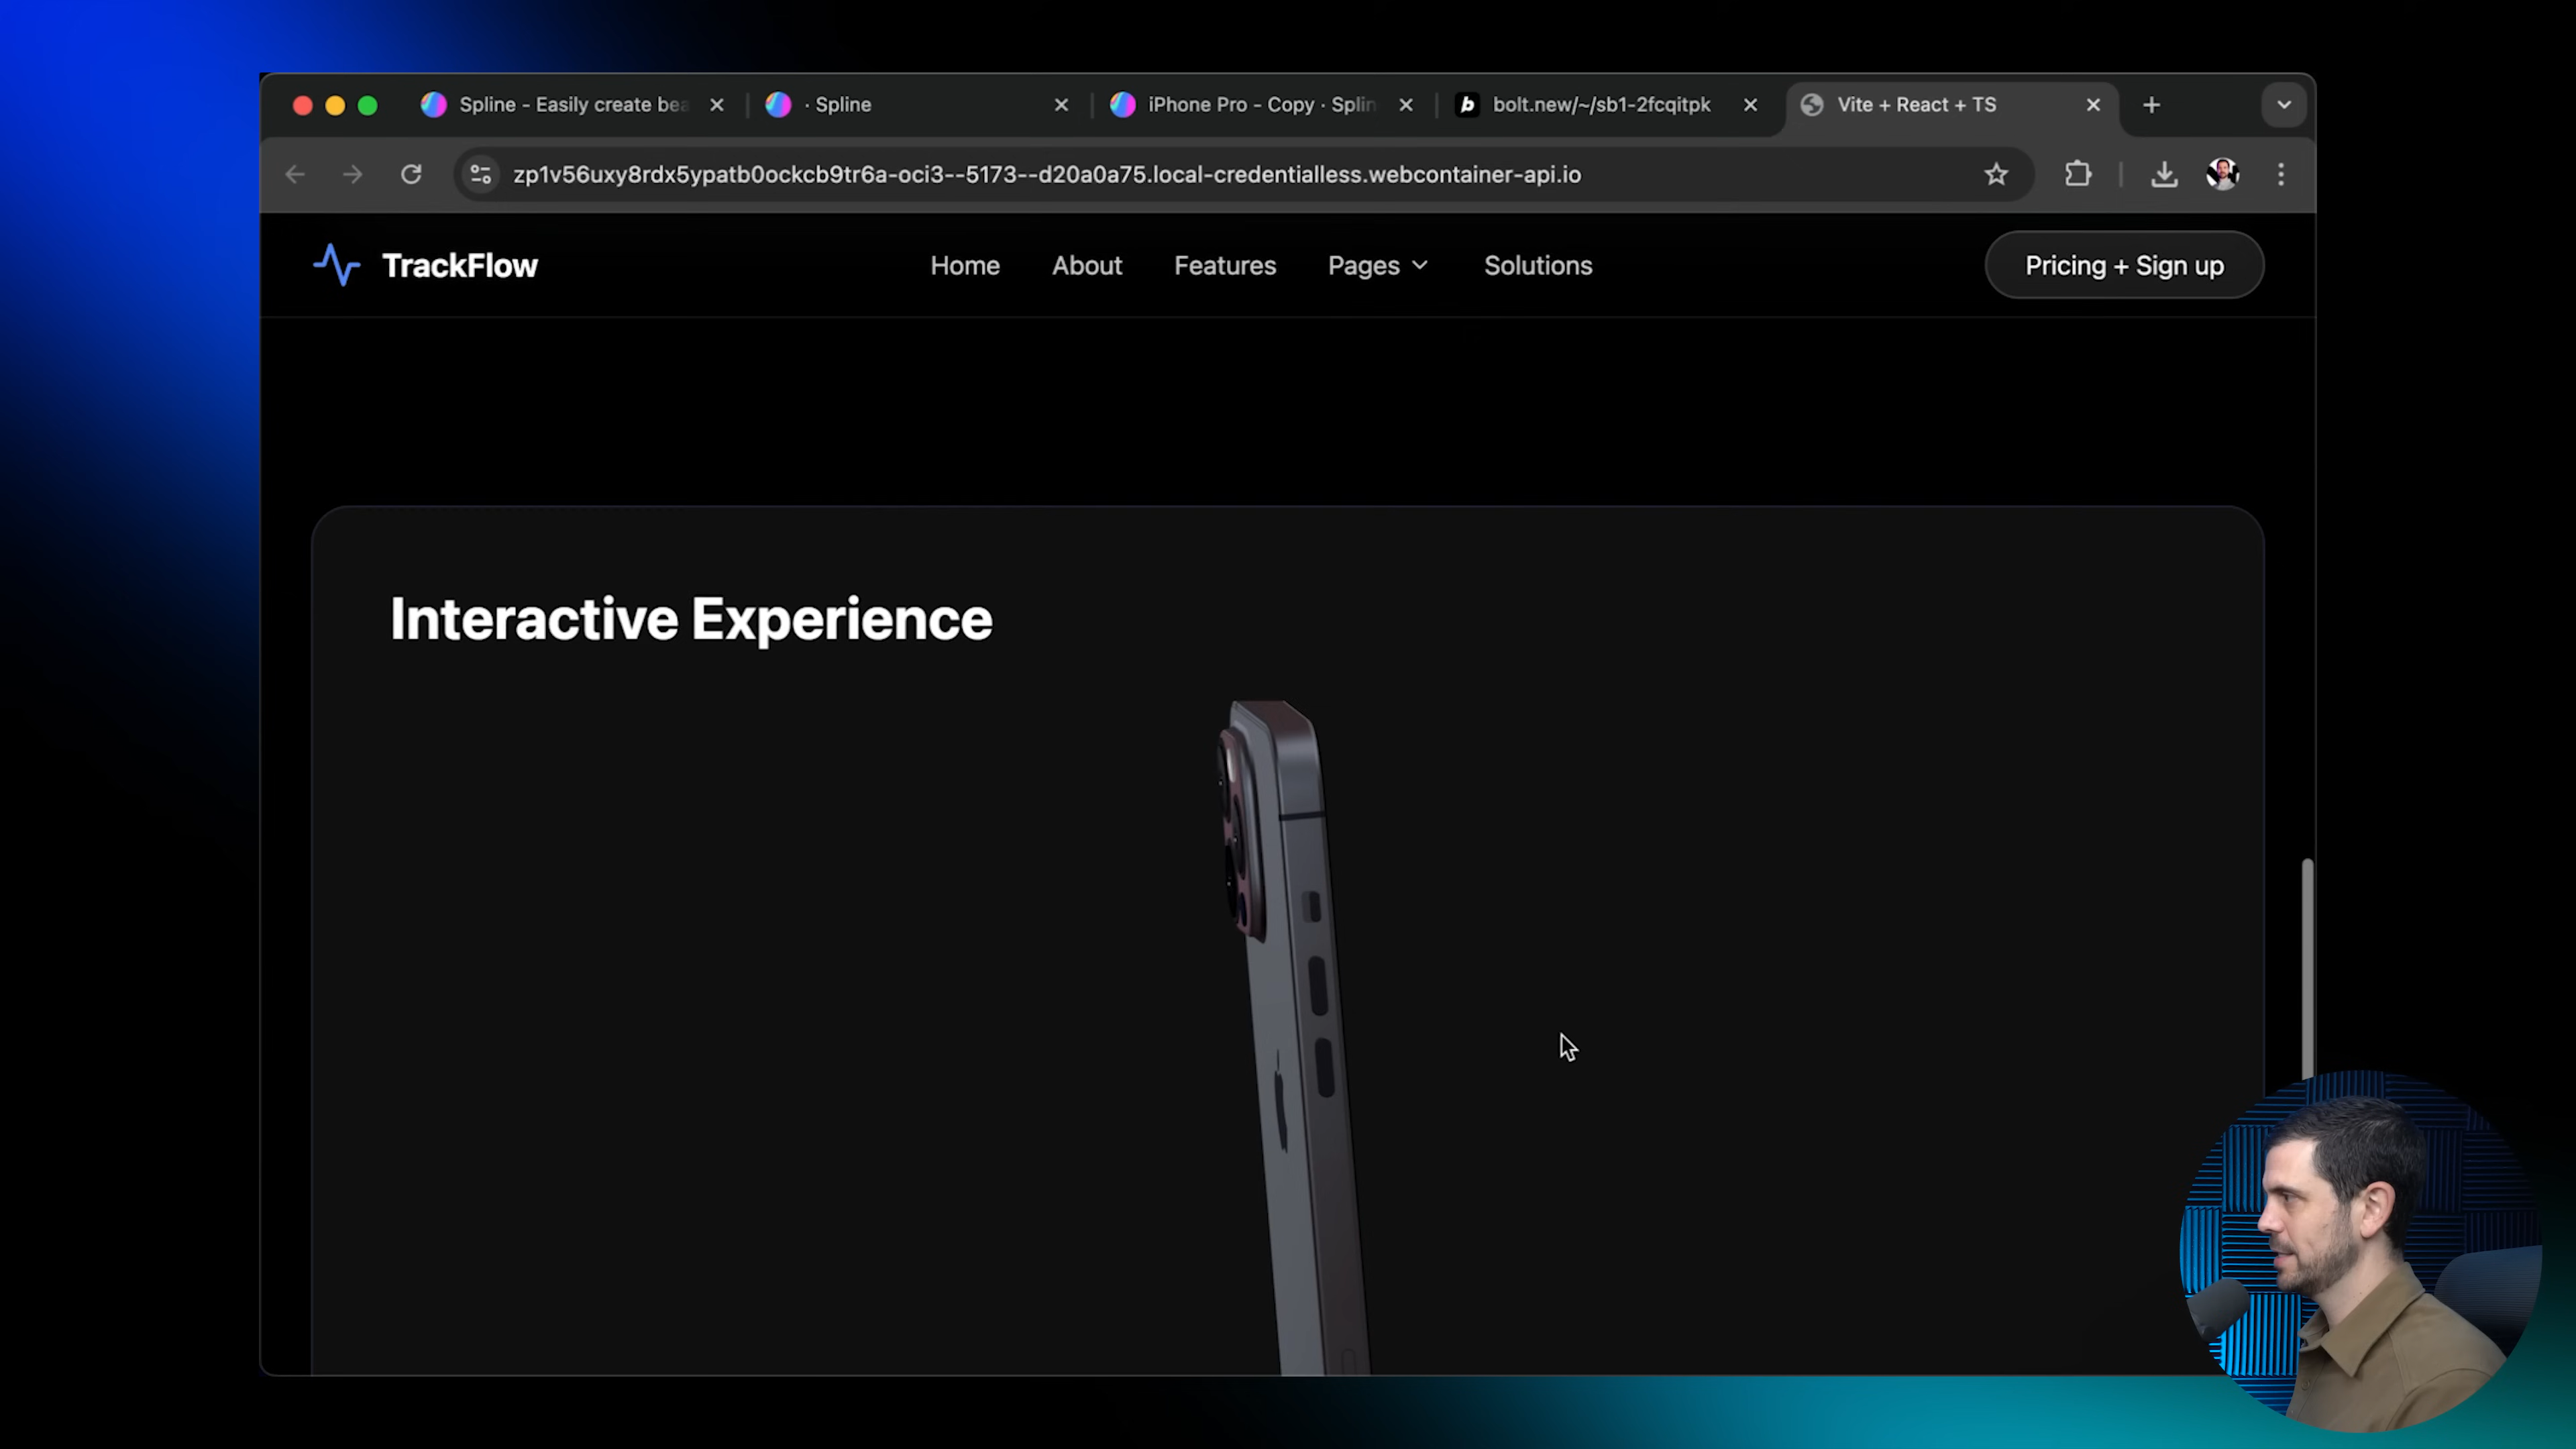 Spline - Easily create bea
· Spline
iPhone Pro - Copy · Splin
bolt.new/~/sb1-2fcqitpk
Vite + React + TS
zp1v56uxy8rdx5ypatb0ockcb9tr6a-oci3--5173--d20a0a75.local-credentialless.webcontainer-api.io
TrackFlow
Home
About
Features
Pages
Solutions
Pricing + Sign up
Interactive Experience